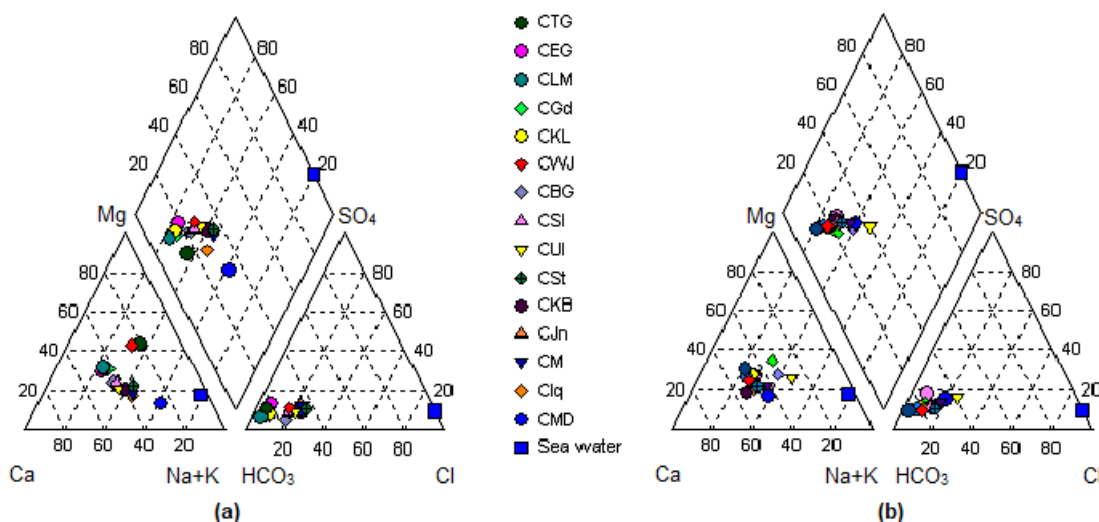 80 80
60 60
40 40
20 20
Mg SO₄
80 80
60 60
40 40
20 20
80 60 40 20 20 40 60 80
Ca Na+K HCO₃ Cl
(a)
CTG
CEG
CLM
CGd
CKL
CWJ
CBG
CSl
CUl
CSt
CKB
CJn
CM
CIq
CMD
Sea water
80 80
60 60
40 40
20 20
Mg SO₄
80 80
60 60
40 40
20 20
80 60 40 20 20 40 60 80
Ca Na+K HCO₃ Cl
(b)